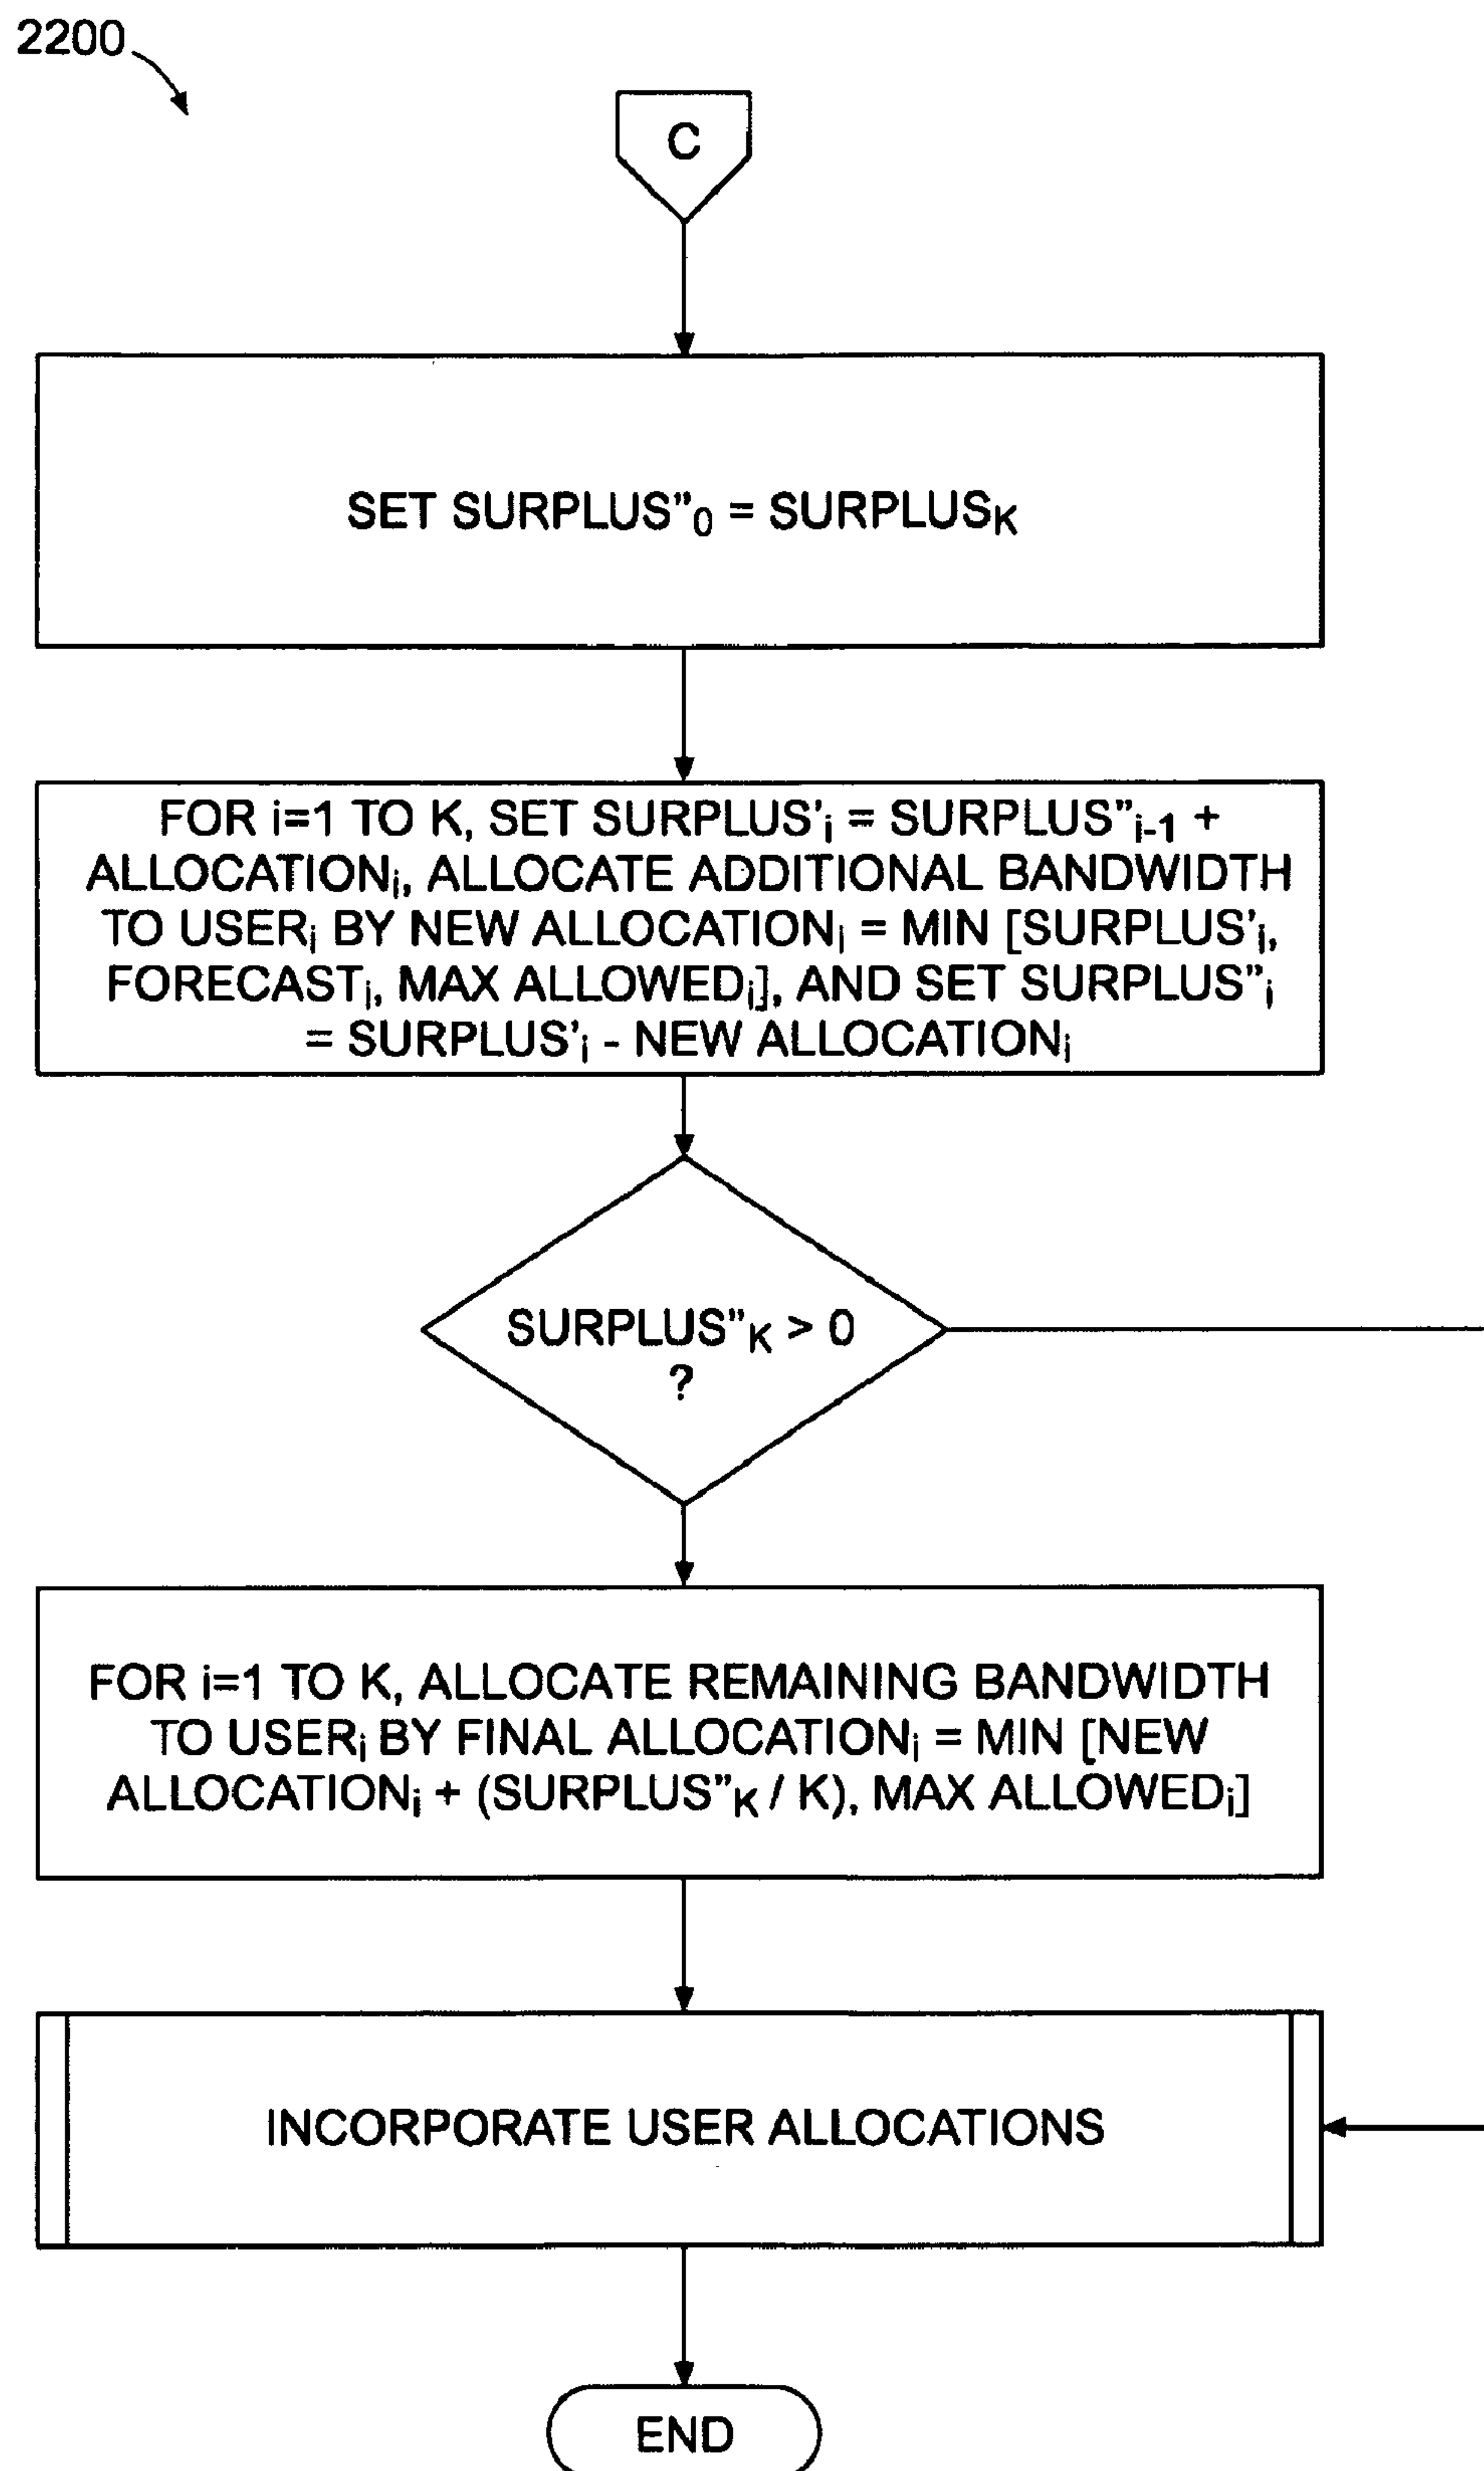 2200
C
SET SURPLUS"₀ = SURPLUSK
FOR i=1 TO K, SET SURPLUS'i = SURPLUS"i-1 +
ALLOCATIONi, ALLOCATE ADDITIONAL BANDWIDTH
TO USERi BY NEW ALLOCATIONi = MIN [SURPLUS'i,
FORECASTi, MAX ALLOWEDi], AND SET SURPLUS"i
= SURPLUS'i - NEW ALLOCATIONi
SURPLUS"K > 0
?
FOR i=1 TO K, ALLOCATE REMAINING BANDWIDTH
TO USERi BY FINAL ALLOCATIONi = MIN [NEW
ALLOCATIONi + (SURPLUS"K / K), MAX ALLOWEDi]
INCORPORATE USER ALLOCATIONS
END